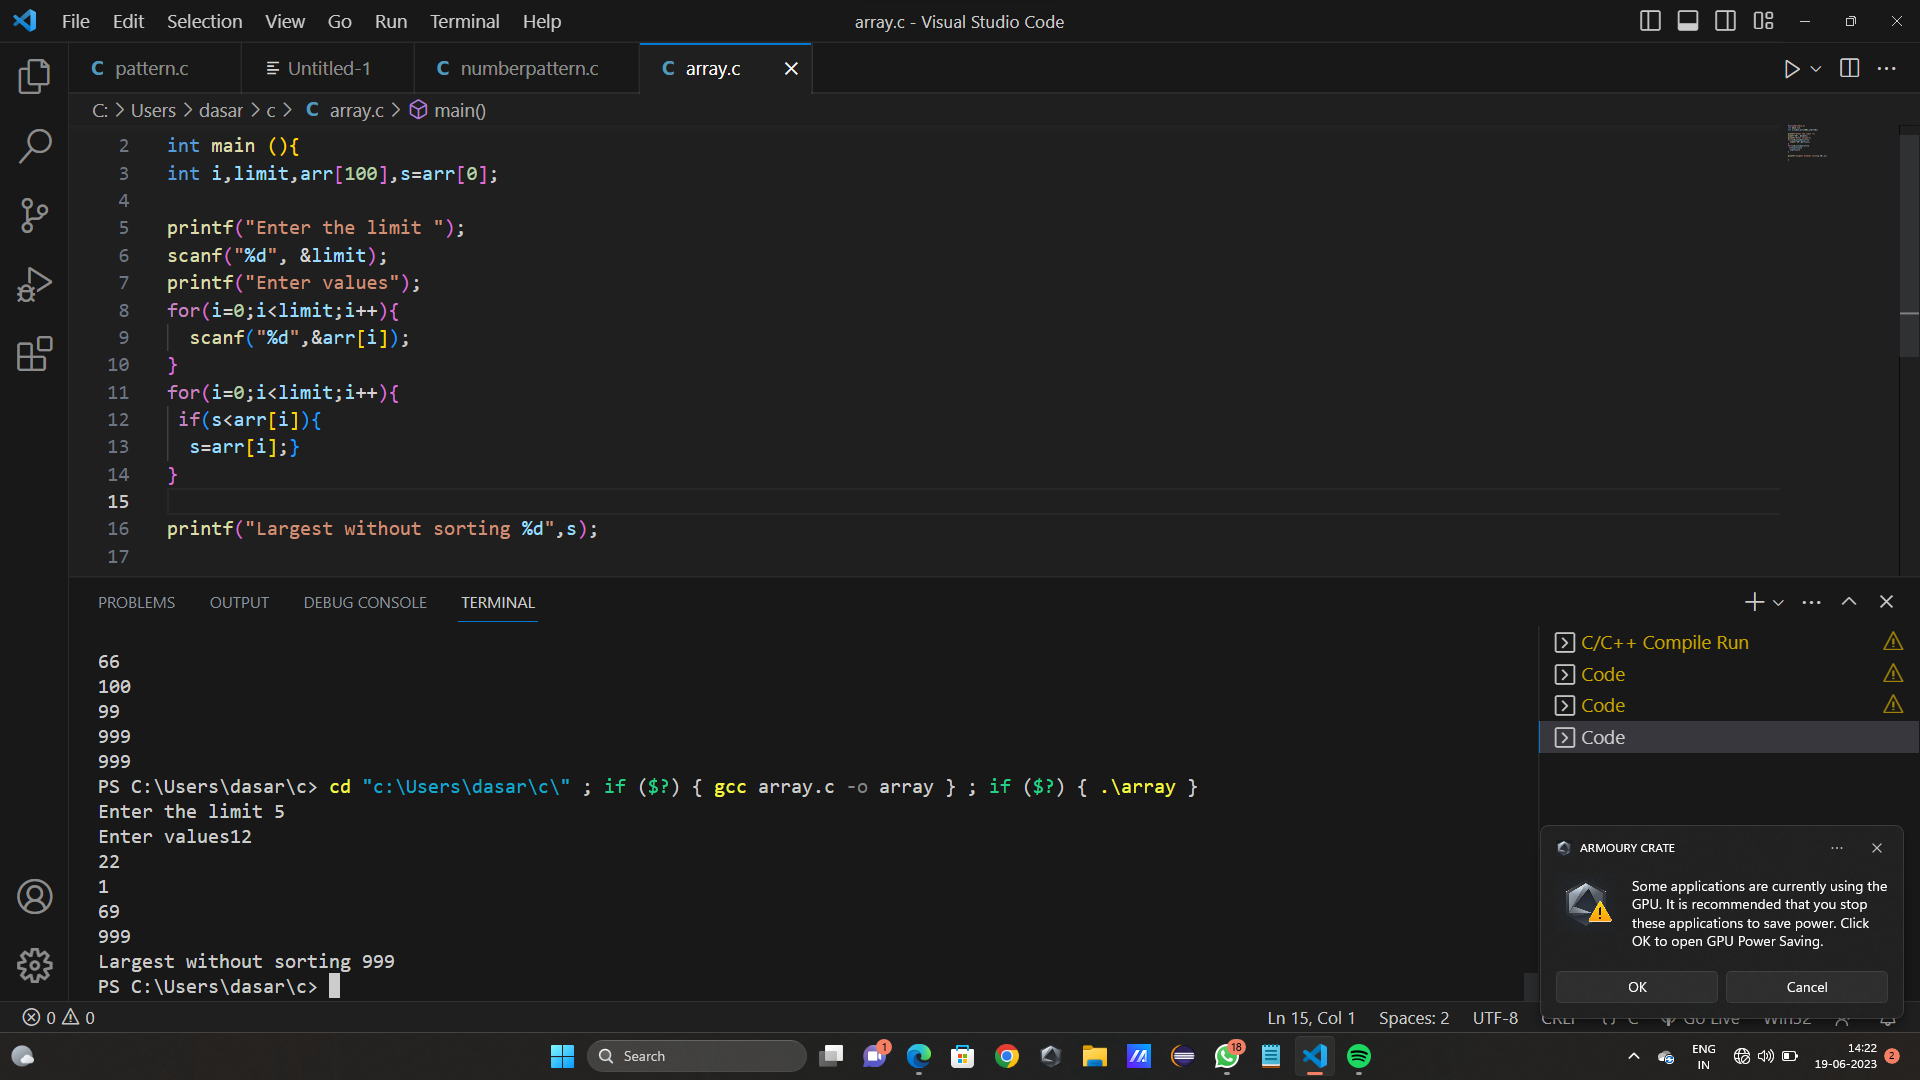 File Edit Selection View Go Run Terminal Help
array.c - Visual Studio Code
C pattern.c
Untitled-1
C numberpattern.c
C array.c
C: > Users > dasar > c > C array.c > main()
2 int main (){
3 int i,limit,arr[100],s=arr[0];
4
5 printf("Enter the limit ");
6 scanf("%d", &limit);
7 printf("Enter values");
8 for(i=0;i<limit;i++){
9 scanf("%d",&arr[i]);
10 }
11 for(i=0;i<limit;i++){
12 if(s<arr[i]){
13 s=arr[i];}
14 }
15
16 printf("Largest without sorting %d",s);
17
PROBLEMS OUTPUT DEBUG CONSOLE TERMINAL
66
100
99
999
999
PS C:\Users\dasar\c> cd "c:\Users\dasar\c\" ; if ($?) { gcc array.c -o array } ; if ($?) { .\array }
Enter the limit 5
Enter values12
22
1
69
999
Largest without sorting 999
PS C:\Users\dasar\c>
C/C++ Compile Run
Code
Code
Code
ARMOURY CRATE
Some applications are currently using the
GPU. It is recommended that you stop
these applications to save power. Click
OK to open GPU Power Saving.
OK
Cancel
0 0
Ln 15, Col 1 Spaces: 2 UTF-8 CRLF {} C Go Live Win32
Search
1
18
ENG
IN
14:22
19-06-2023
2